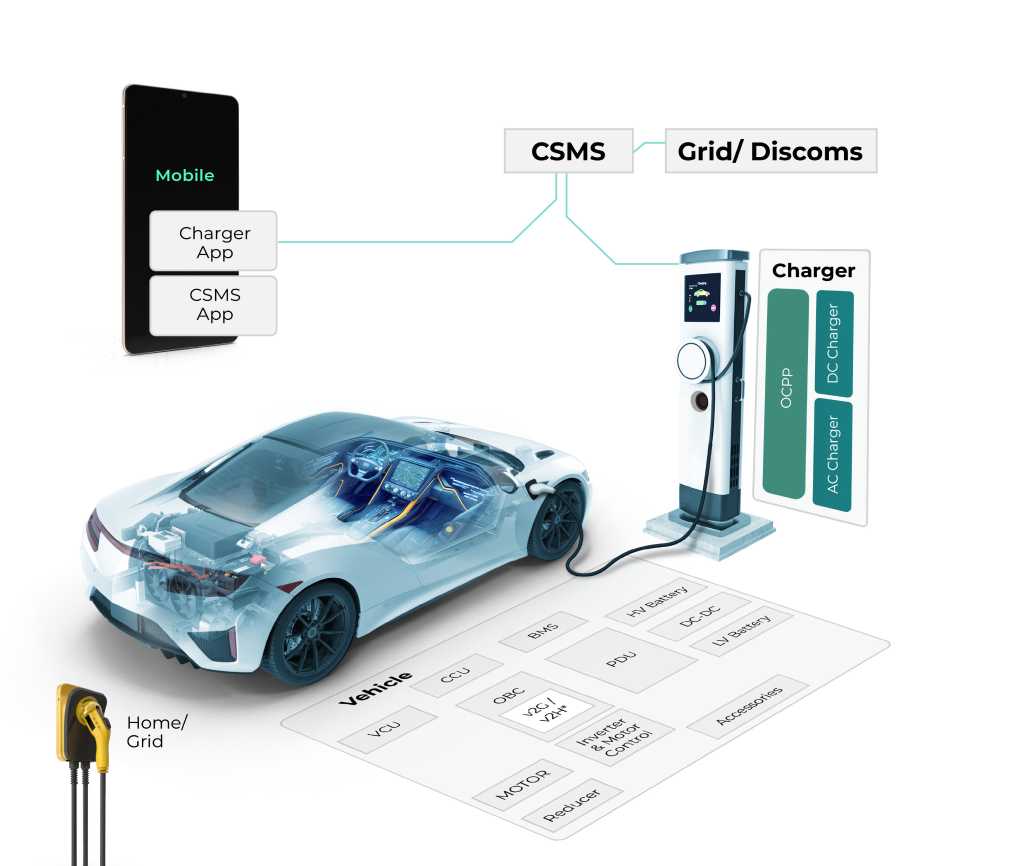 Mobile
Charger
App
CSMS
App
CSMS
Grid/ Discoms
Charger
OCPP
DC Charger
AC Charger
Home/
Grid
Vehicle
VCU
CCU
BMS
HV Battery
DC-DC
LV Battery
PDU
OBC
V2G /
V2H*
Inverter
& Motor
Control
Accessories
MOTOR
Reducer